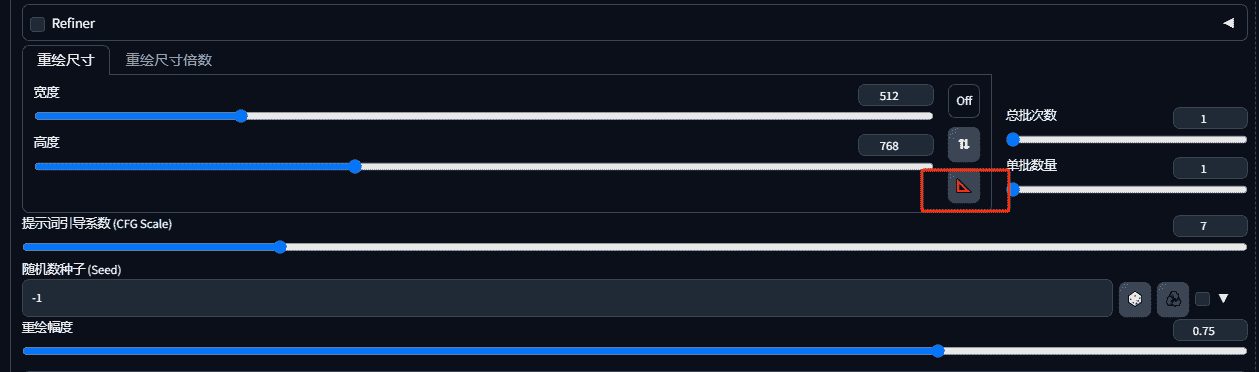 Refiner
重绘尺寸
重绘尺寸倍数
宽度
512
Off
高度
768
总批次数
1
单批数量
1
提示词引导系数 (CFG Scale)
7
随机数种子 (Seed)
-1
重绘幅度
0.75